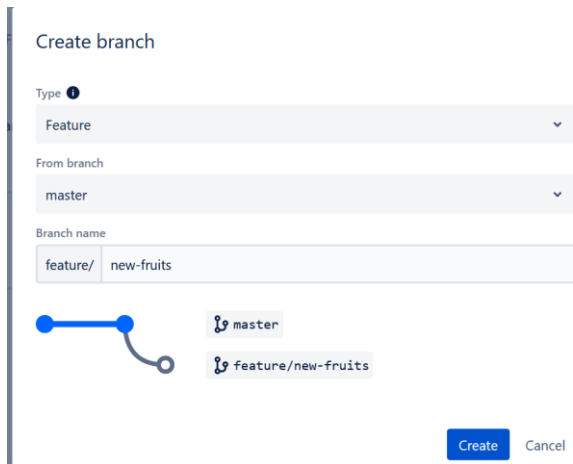 Create branch
Type
Feature
From branch
master
Branch name
feature/ new-fruits
master
feature/new-fruits
Create Cancel